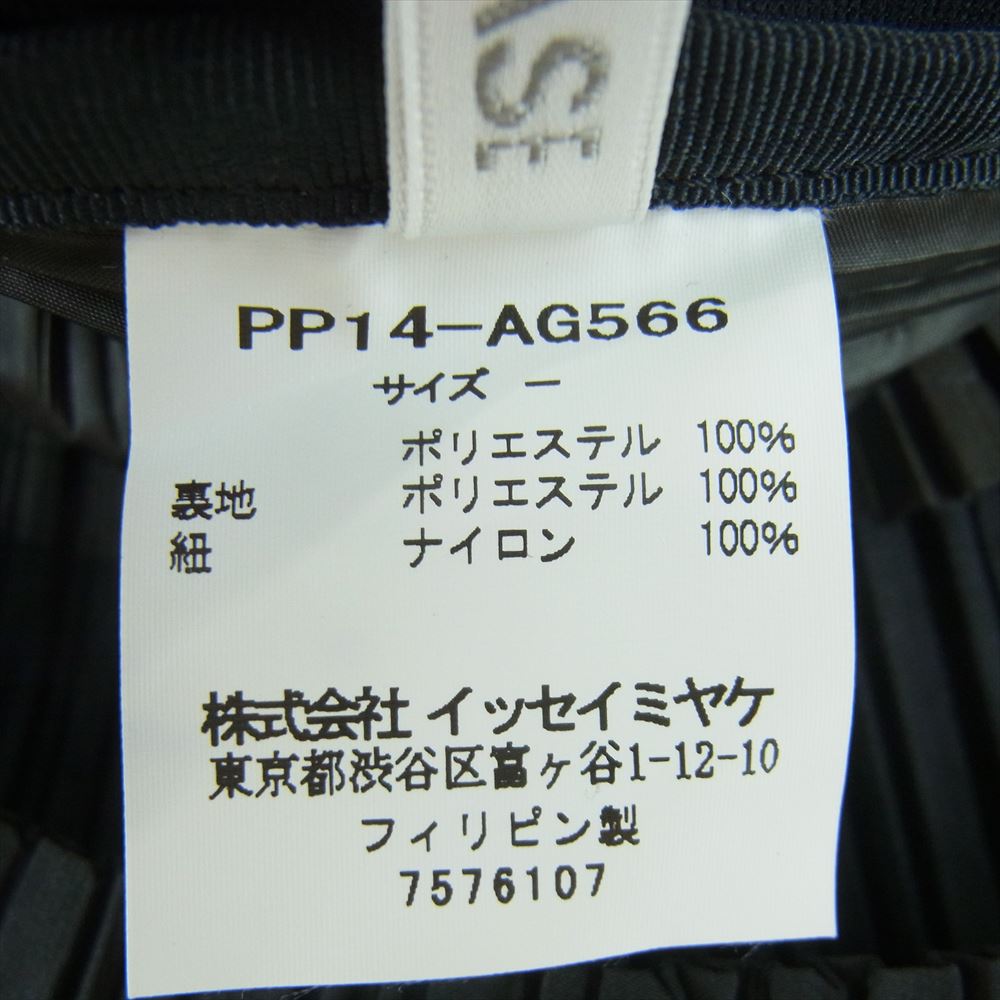 ASE
PP14-AG566
サイズ －
ポリエステル 100%
裏地 ポリエステル 100%
紐 ナイロン 100%
株式会社 イッセイミヤケ
東京都渋谷区富ヶ谷1-12-10
フィリピン製
7576107